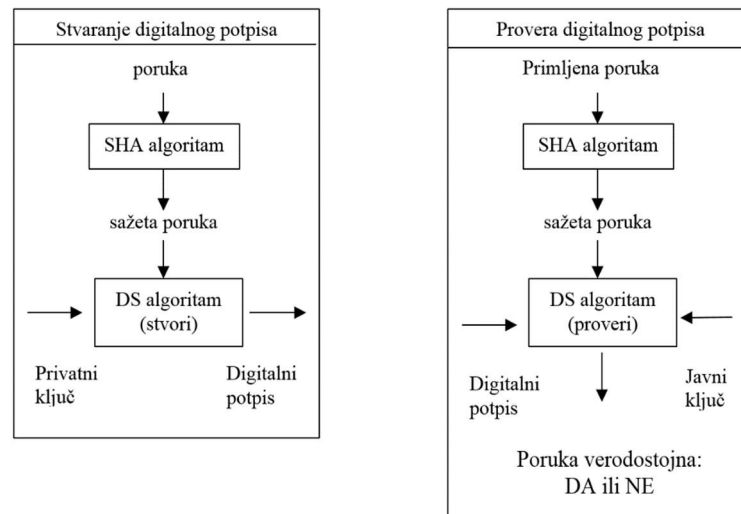 Stvaranje digitalnog potpisa
poruka
SHA algoritam
sažeta poruka
DS algoritam
(stvori)
Privatni
ključ
Digitalni
potpis
Provera digitalnog potpisa
Primljena poruka
SHA algoritam
sažeta poruka
DS algoritam
(proveri)
Digitalni
potpis
Javni
ključ
Poruka verodostojna:
DA ili NE